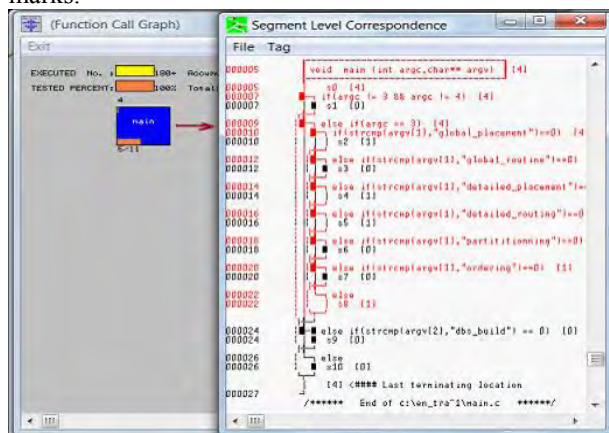 marks.
(Function Call Graph)
Exit
EXECUTED No. : 100+ Accum
TESTED PERCENT: 100% Total
4
main
6/11
Segment Level Correspondence
File Tag
000005 void main (int argc,char** argv) [4]
s0 [4]
000007 if(argc != 3 && argc != 4) [4]
000007 s1 [0]
000009 else if(argc == 3) [4]
000010 if(strcmp(argv[1],"global_placement")==0) [4
000010 s2 [1]
000012 else if(strcmp(argv[1],"global_routine")==0)
000012 s3 [0]
000014 else if(strcmp(argv[1],"detailed_placement")=
000014 s4 [1]
000016 else if(strcmp(argv[1],"detailed_routing")==0
000016 s5 [1]
000018 else if(strcmp(argv[1],"partitionning")==0)
000018 s6 [0]
000020 else if(strcmp(argv[1],"ordering")==0) [1]
000020 s7 [0]
000022 else
000022 s8 [1]
000024 else if(strcmp(argv[2],"dbs_build") == 0) [0]
000024 s9 [0]
000026 else
000026 s10 [0]
[4] <#### Last terminating location
000027
/****** End of c:\en_tra~1\main.c ******/